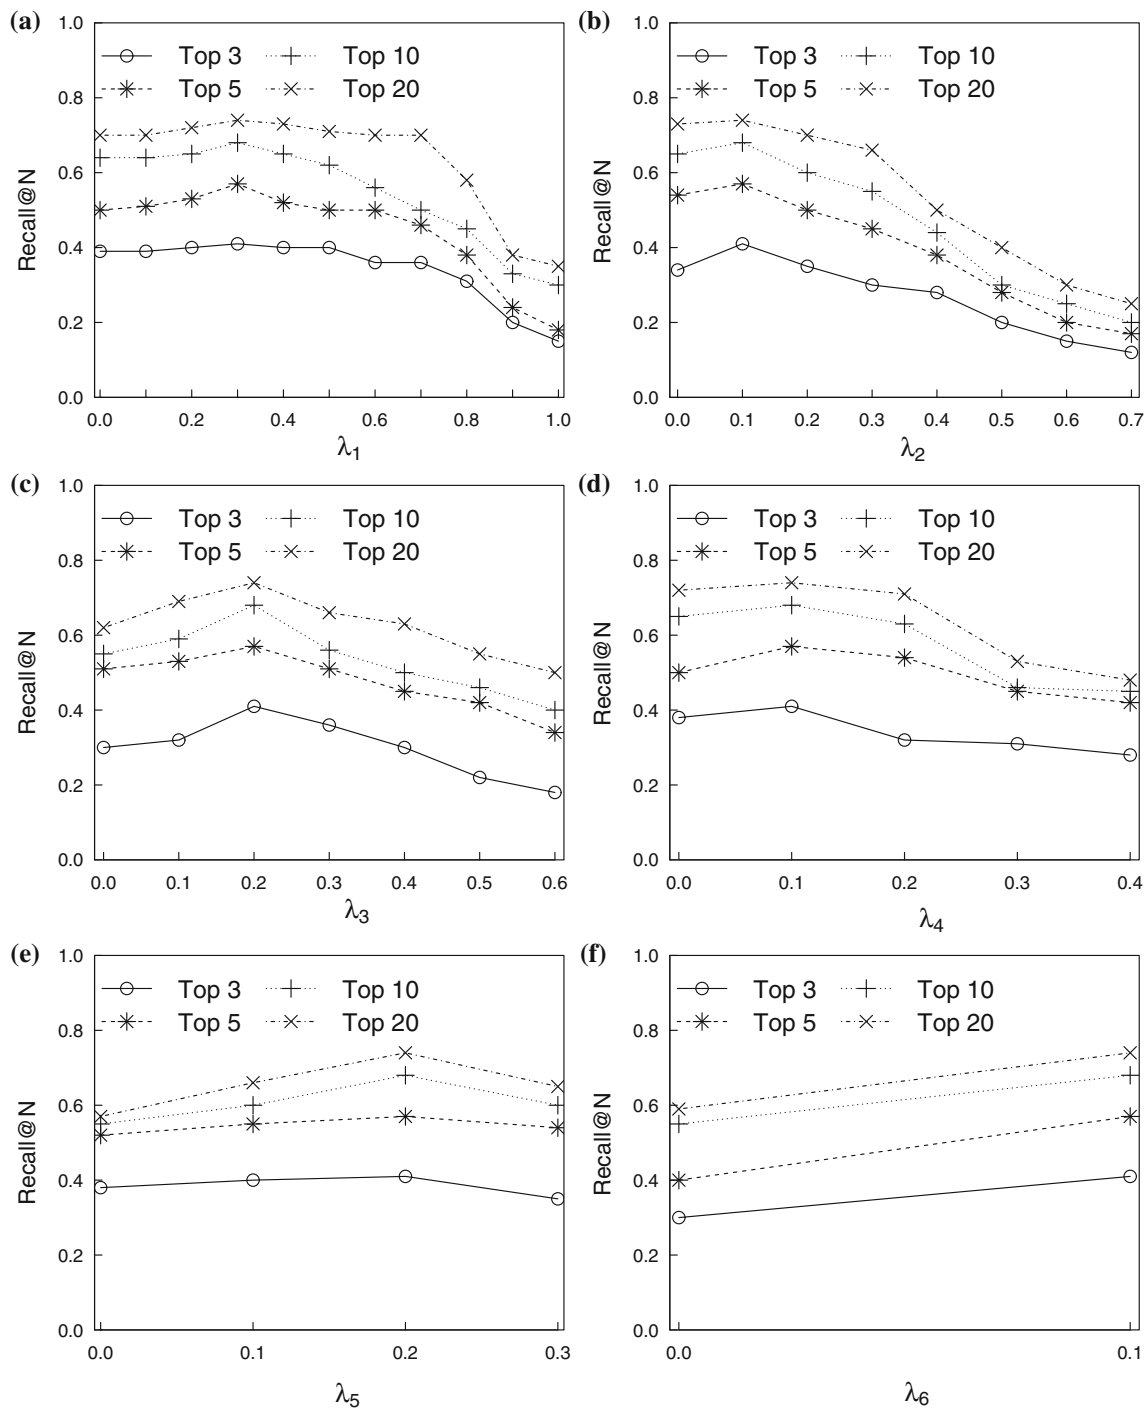 (a)
1.0
0.8
0.6
0.4
0.2
0.0
Recall@N
Top 3 Top 10
Top 5 Top 20
0.0 0.2 0.4 0.6 0.8 1.0
λ1
(b)
1.0
0.8
0.6
0.4
0.2
0.0
Recall@N
Top 3 Top 10
Top 5 Top 20
0.0 0.1 0.2 0.3 0.4 0.5 0.6 0.7
λ2
(c)
1.0
0.8
0.6
0.4
0.2
0.0
Recall@N
Top 3 Top 10
Top 5 Top 20
0.0 0.1 0.2 0.3 0.4 0.5 0.6
λ3
(d)
1.0
0.8
0.6
0.4
0.2
0.0
Recall@N
Top 3 Top 10
Top 5 Top 20
0.0 0.1 0.2 0.3 0.4
λ4
(e)
1.0
0.8
0.6
0.4
0.2
0.0
Recall@N
Top 3 Top 10
Top 5 Top 20
0.0 0.1 0.2 0.3
λ5
(f)
1.0
0.8
0.6
0.4
0.2
0.0
Recall@N
Top 3 Top 10
Top 5 Top 20
0.0 0.1
λ6